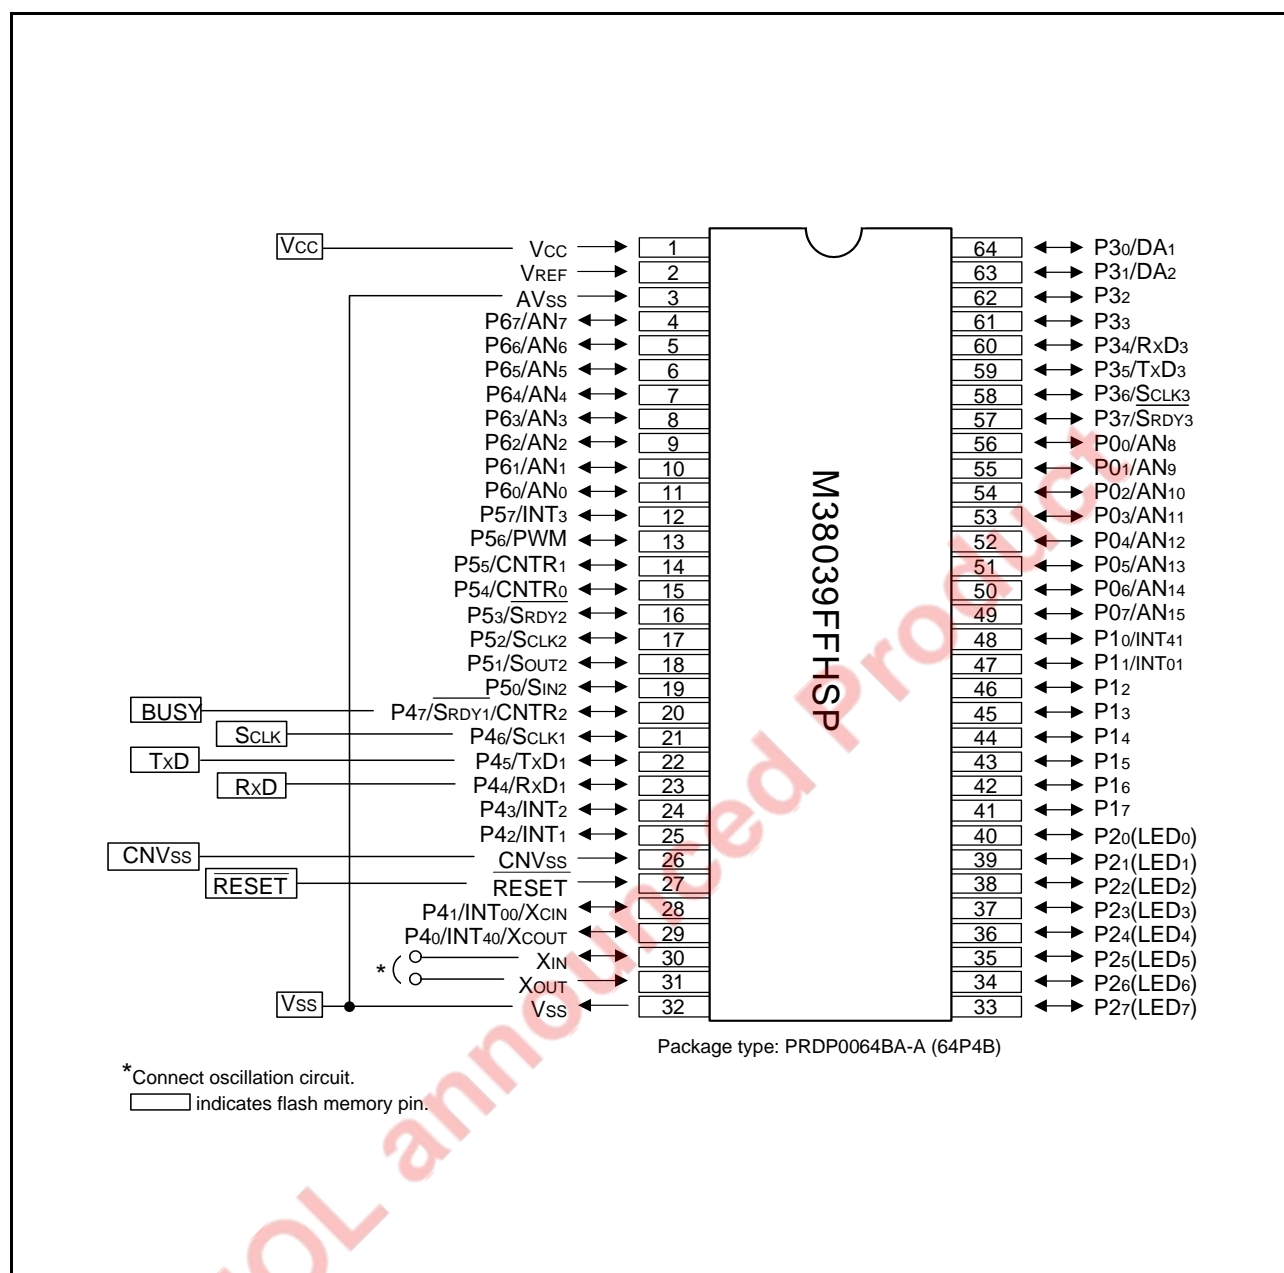 Vcc
Vcc 1 64 P30/DA1
VREF 2 63 P31/DA2
AVss 3 62 P32
P67/AN7 4 61 P33
P66/AN6 5 60 P34/RxD3
P65/AN5 6 59 P35/TxD3
P64/AN4 7 58 P36/SCLK3
P63/AN3 8 57 P37/SRDY3
P62/AN2 9 56 P00/AN8
P61/AN1 10 55 P01/AN9
P60/AN0 11 54 P02/AN10
P57/INT3 12 53 P03/AN11
P56/PWM 13 52 P04/AN12
P55/CNTR1 14 51 P05/AN13
P54/CNTR0 15 50 P06/AN14
P53/SRDY2 16 49 P07/AN15
P52/SCLK2 17 48 P10/INT41
P51/SOUT2 18 47 P11/INT01
P50/SIN2 19 46 P12
BUSY P47/SRDY1/CNTR2 20 45 P13
SCLK P46/SCLK1 21 44 P14
TxD P45/TxD1 22 43 P15
RxD P44/RxD1 23 42 P16
P43/INT2 24 41 P17
P42/INT1 25 40 P20(LED0)
CNVss CNVss 26 39 P21(LED1)
RESET RESET 27 38 P22(LED2)
P41/INT00/XCIN 28 37 P23(LED3)
P40/INT40/XCOUT 29 36 P24(LED4)
* XIN 30 35 P25(LED5)
XOUT 31 34 P26(LED6)
Vss Vss 32 33 P27(LED7)
M38039FFHSP
Package type: PRDP0064BA-A (64P4B)
*Connect oscillation circuit.
indicates flash memory pin.
EOL announced Product